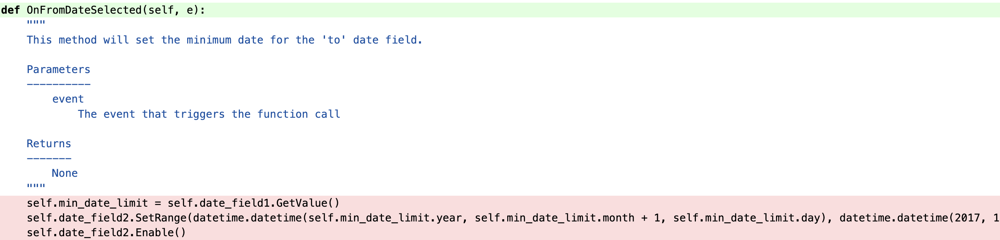 def OnFromDateSelected(self, e):
    """
    This method will set the minimum date for the 'to' date field.

    Parameters
    ----------
        event
            The event that triggers the function call

    Returns
    -------
        None
    """
    self.min_date_limit = self.date_field1.GetValue()
    self.date_field2.SetRange(datetime.datetime(self.min_date_limit.year, self.min_date_limit.month + 1, self.min_date_limit.day), datetime.datetime(2017, 1
    self.date_field2.Enable()